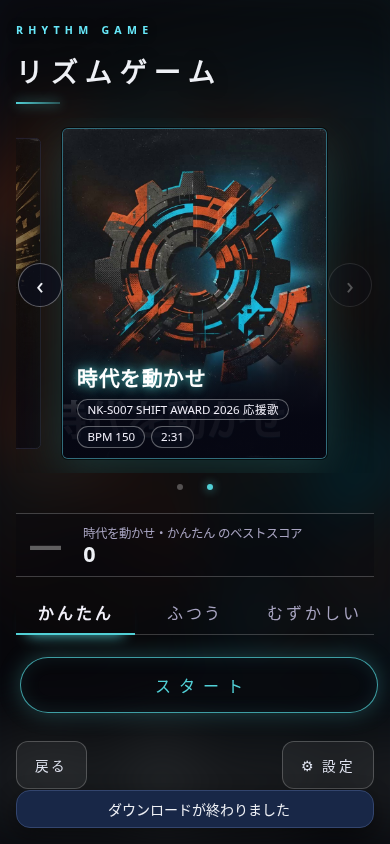 RHYTHM GAME
リズムゲーム
時代を動かせ
NK-S007 SHIFT AWARD 2026 応援歌
BPM 150
2:31
時代を動かせ・かんたん のベストスコア
0
かんたん
ふつう
むずかしい
スタート
戻る
⚙ 設定
ダウンロードが終わりました